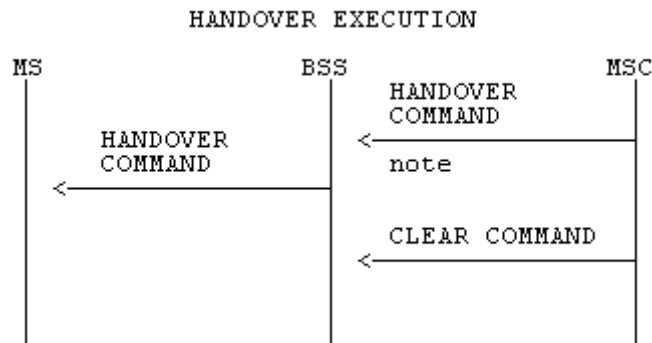 HANDOVER EXECUTION
MS BSS MSC
HANDOVER
COMMAND
HANDOVER
COMMAND
note
CLEAR COMMAND